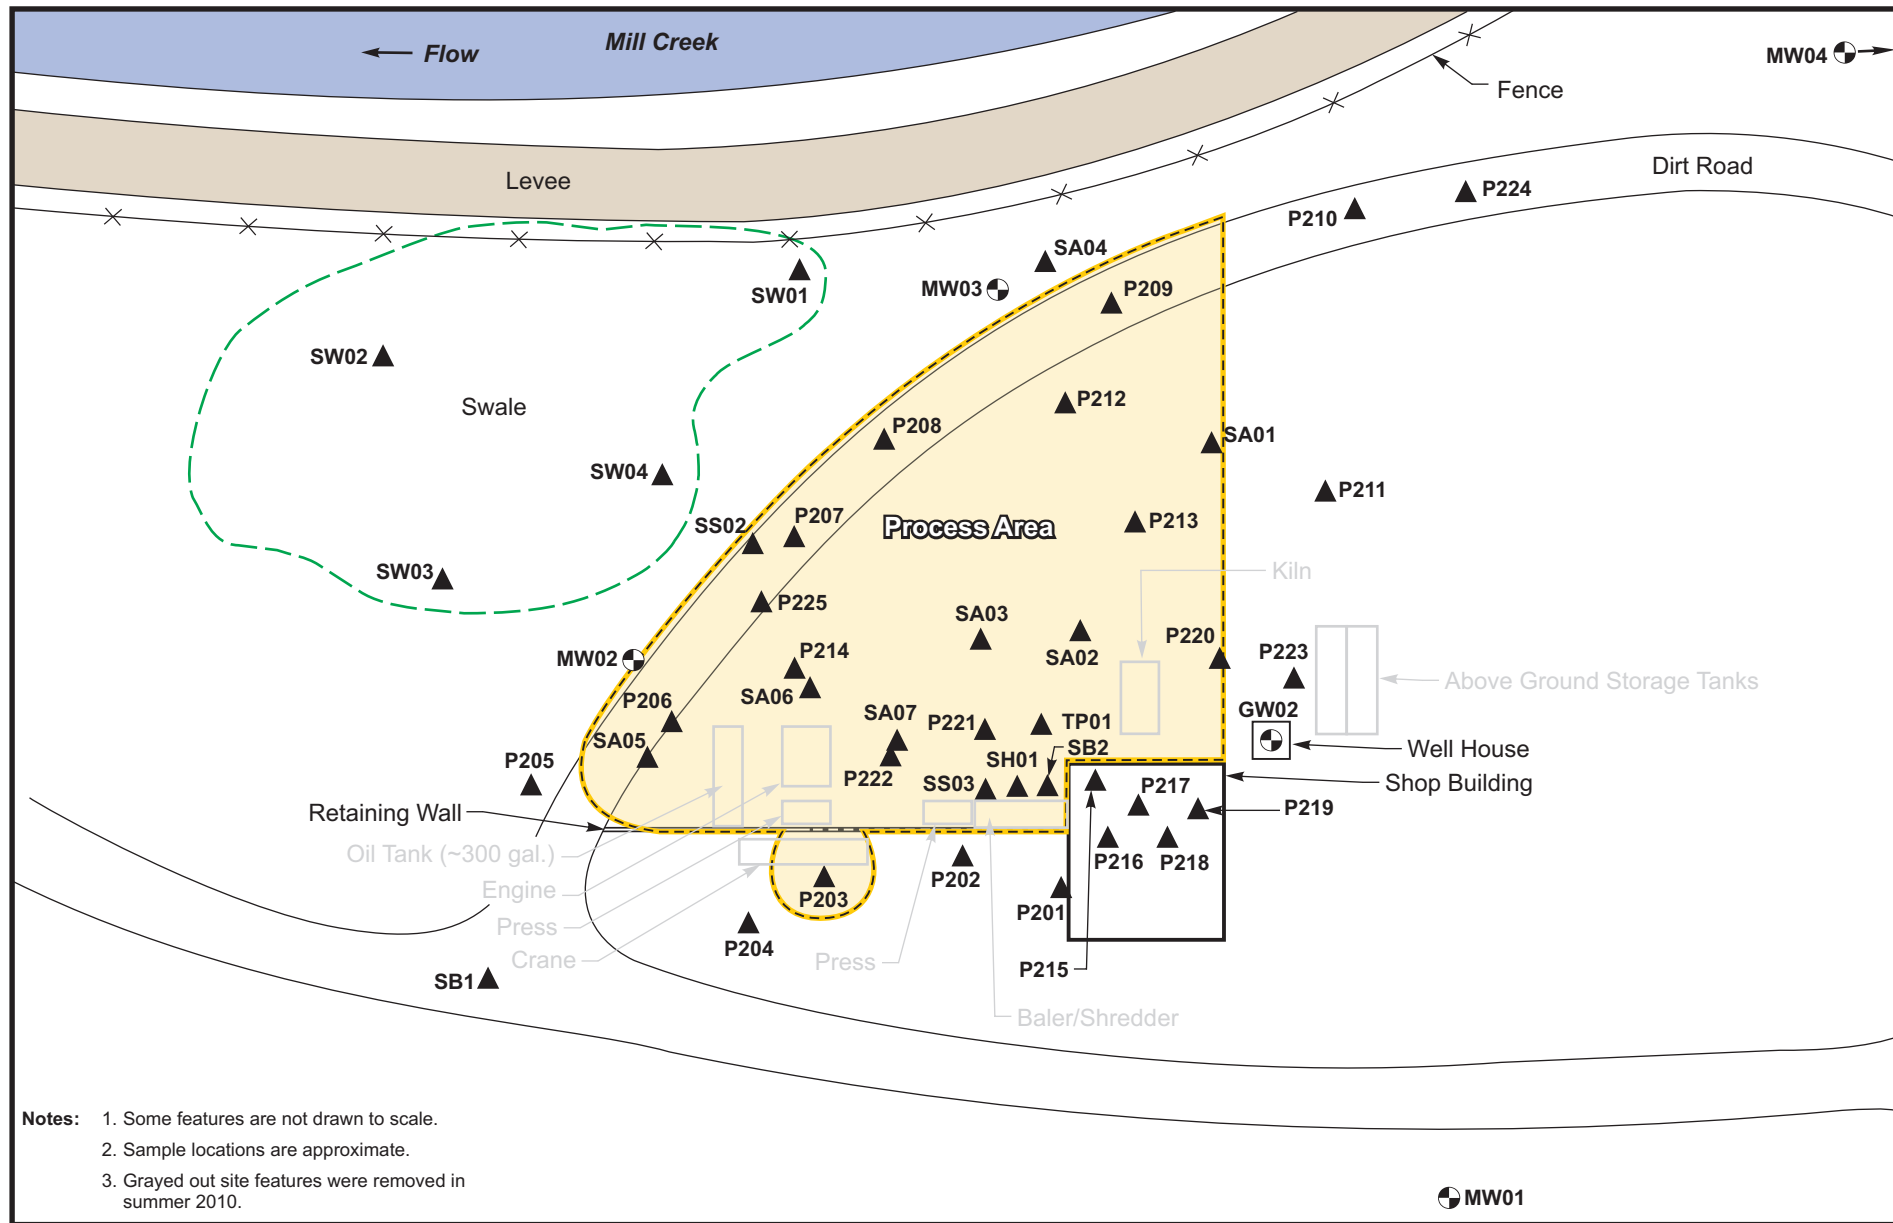 Mill Creek
Flow
MW04
Fence
Levee
Dirt Road
P224
P210
SA04
SW01
MW03
P209
SW02
P212
Swale
P208
SA01
SW04
P211
SS02
P207
Process Area
P213
SW03
Kiln
P225
SA03
P220
MW02
P214
SA02
P223
SA06
Above Ground Storage Tanks
P206
SA07
P221
TP01
GW02
SA05
SB2
Well House
P205
P222
SH01
SS03
Shop Building
P217
P219
Retaining Wall
Oil Tank (~300 gal.)
P216
P218
Engine
P202
P203
P201
Press
P204
Crane
Press
P215
SB1
Baler/Shredder
Notes: 1. Some features are not drawn to scale.
2. Sample locations are approximate.
3. Grayed out site features were removed in
summer 2010.
MW01